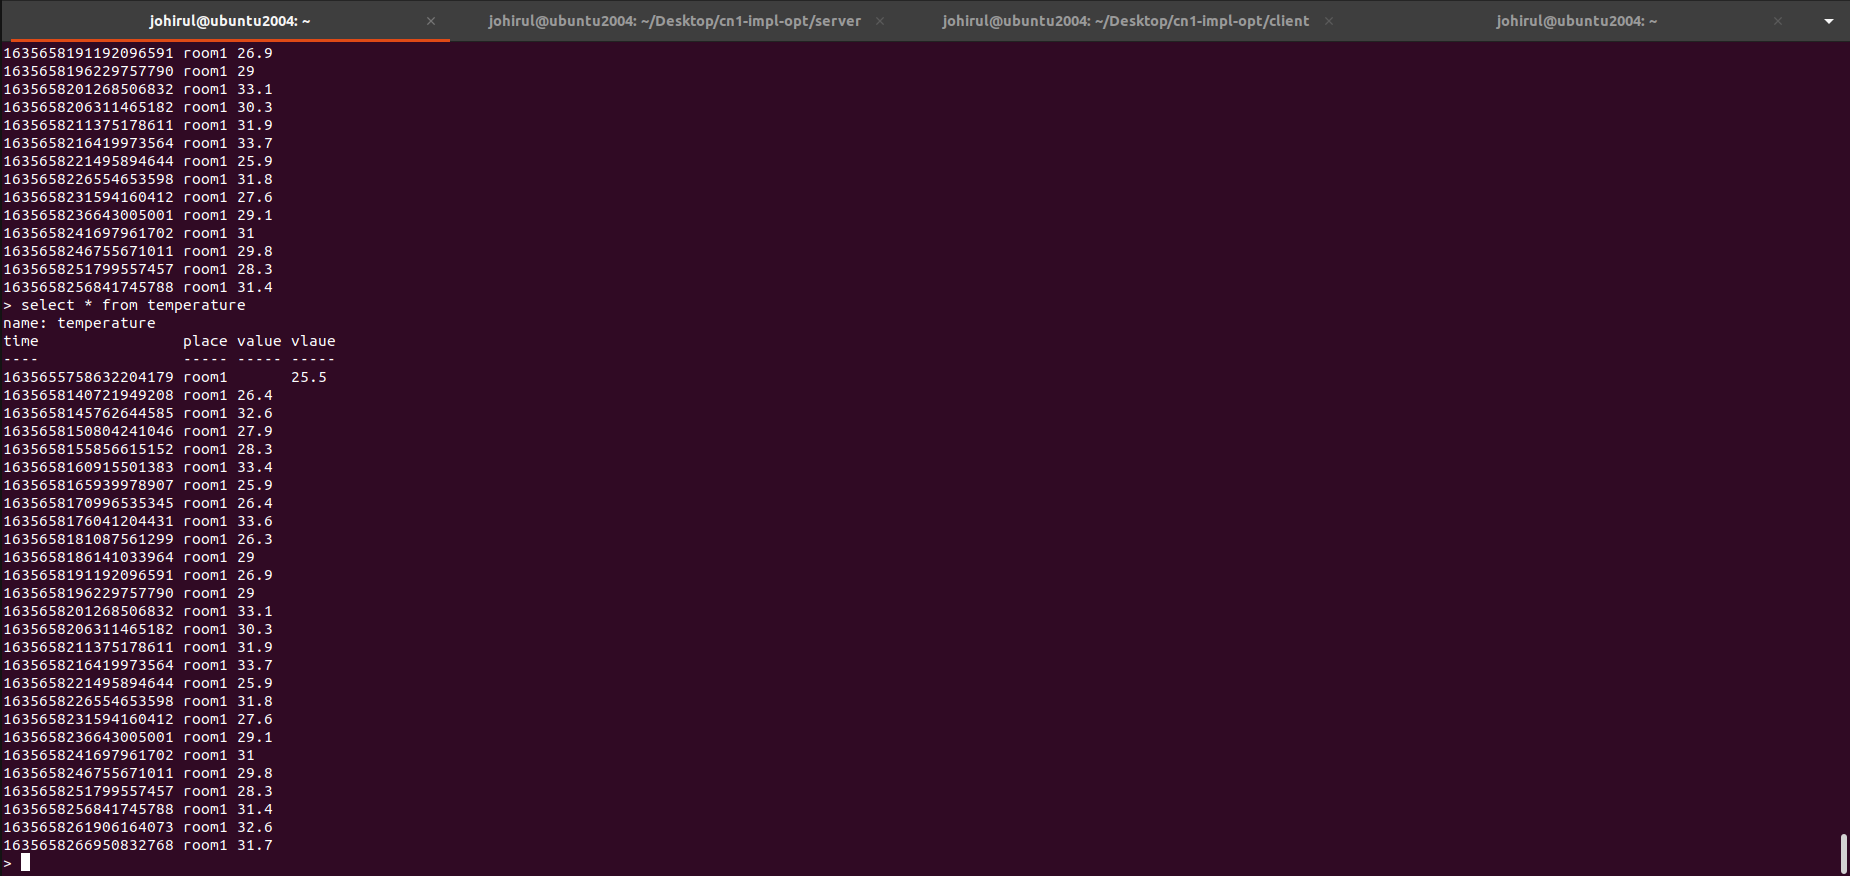 johirul@ubuntu2004: ~ × johirul@ubuntu2004: ~/Desktop/cn1-impl-opt/server × johirul@ubuntu2004: ~/Desktop/cn1-impl-opt/client × johirul@ubuntu2004: ~ ×
1635658191192096591 room1 26.9
1635658196229757790 room1 29
1635658201268506832 room1 33.1
1635658206311465182 room1 30.3
1635658211375178611 room1 31.9
1635658216419973564 room1 33.7
1635658221495894644 room1 25.9
1635658226554653598 room1 31.8
1635658231594160412 room1 27.6
1635658236643005001 room1 29.1
1635658241697961702 room1 31
1635658246755671011 room1 29.8
1635658251799557457 room1 28.3
1635658256841745788 room1 31.4
> select * from temperature
name: temperature
time                place value vlaue
----                ----- ----- -----
1635655758632204179 room1       25.5
1635658140721949208 room1 26.4
1635658145762644585 room1 32.6
1635658150804241046 room1 27.9
1635658155856615152 room1 28.3
1635658160915501383 room1 33.4
1635658165939978907 room1 25.9
1635658170996535345 room1 26.4
1635658176041204431 room1 33.6
1635658181087561299 room1 26.3
1635658186141033964 room1 29
1635658191192096591 room1 26.9
1635658196229757790 room1 29
1635658201268506832 room1 33.1
1635658206311465182 room1 30.3
1635658211375178611 room1 31.9
1635658216419973564 room1 33.7
1635658221495894644 room1 25.9
1635658226554653598 room1 31.8
1635658231594160412 room1 27.6
1635658236643005001 room1 29.1
1635658241697961702 room1 31
1635658246755671011 room1 29.8
1635658251799557457 room1 28.3
1635658256841745788 room1 31.4
1635658261906164073 room1 32.6
1635658266950832768 room1 31.7
>